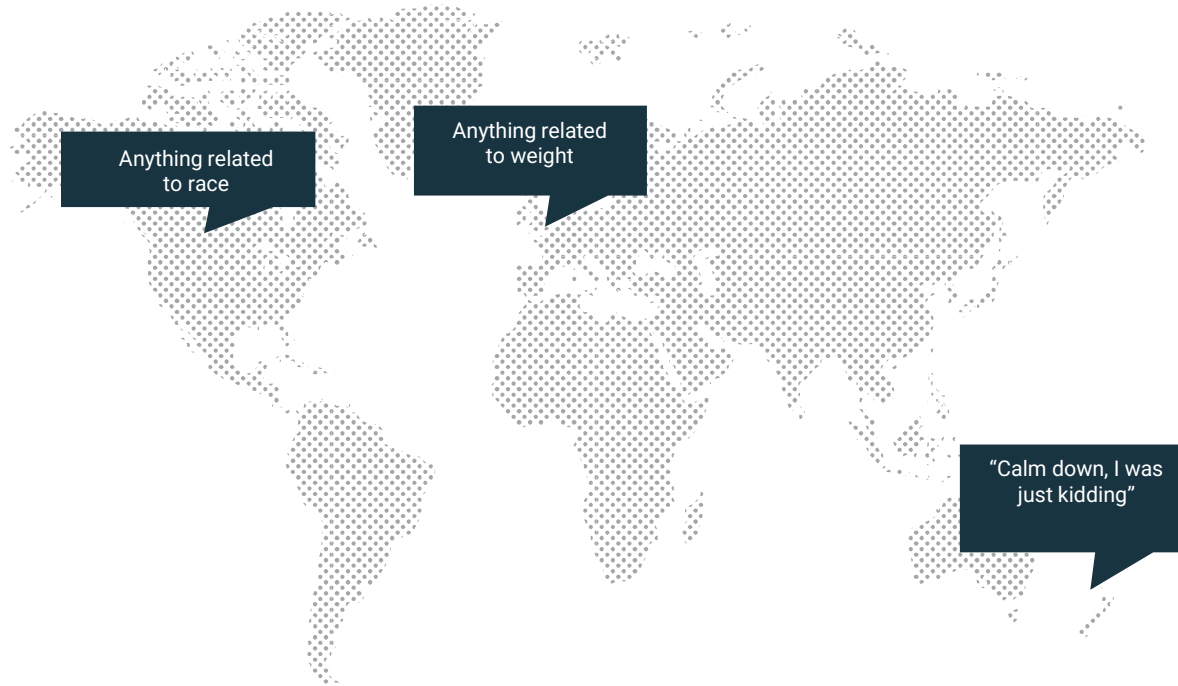 Anything related
to race
Anything related
to weight
“Calm down, I was
just kidding”